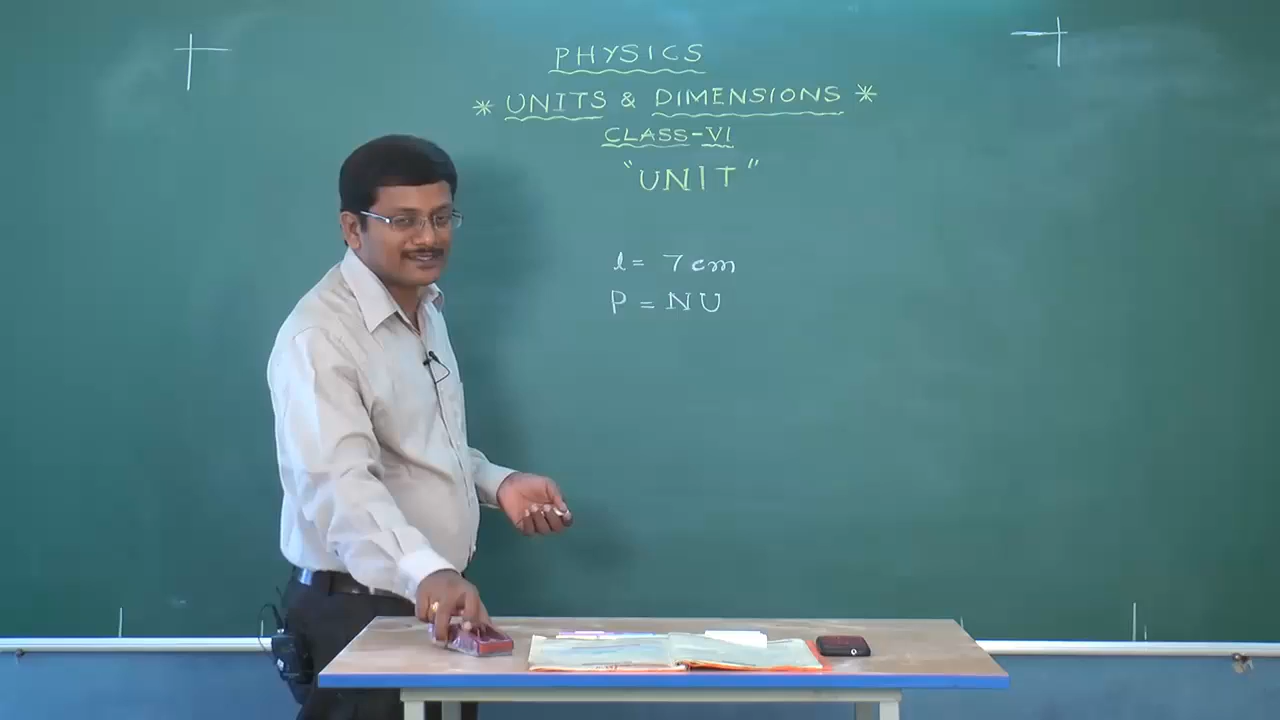 PHYSICS
* UNITS & DIMENSIONS *
CLASS-VI
"UNIT"
l = 7 cm
P = NU